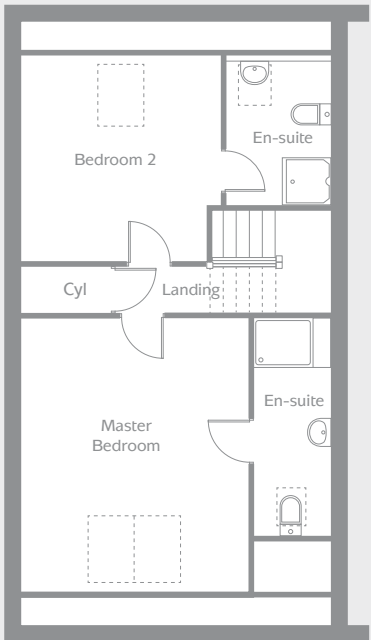 En-suite
Bedroom 2
Cyl
Landing
En-suite
Master
Bedroom